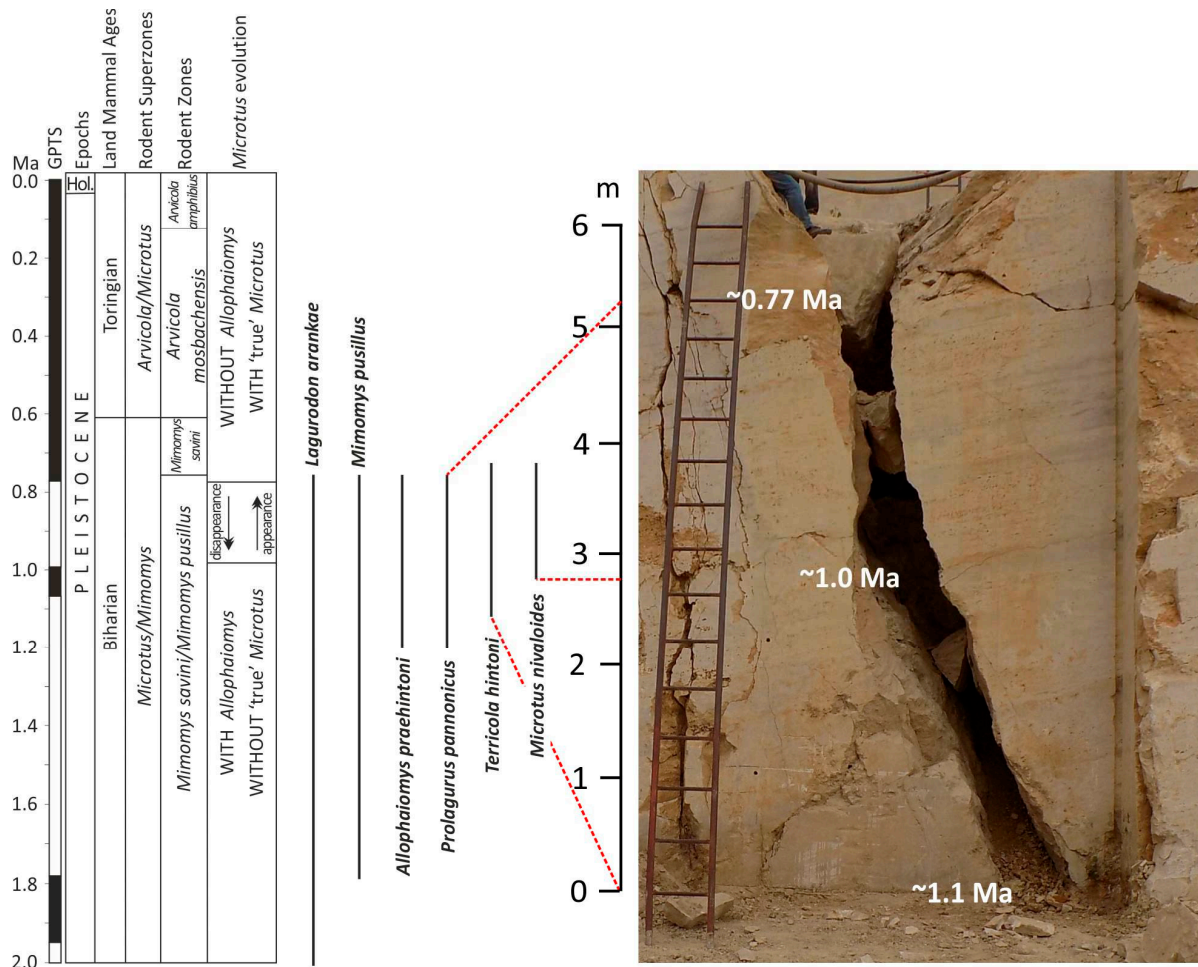 Ma
GPTS
Epochs
Land Mammal Ages
Rodent Superzones
Rodent Zones
Microtus evolution
0.0
0.2
0.4
0.6
0.8
1.0
1.2
1.4
1.6
1.8
2.0
Hol.
PLEISTOCENE
Toringian
Biharian
Arvicola/Microtus
Microtus/Mimomys
Arvicola
amphibius
Arvicola
mosbachensis
Mimomys
savini
Mimomys savini/Mimomys pusillus
WITHOUT Allophaiomys
WITH 'true' Microtus
disappearance
appearance
WITH Allophaiomys
WITHOUT 'true' Microtus
Lagurodon arankae
Mimomys pusillus
Allophaiomys praehintoni
Prolagurus pannonicus
Terricola hintoni
Microtus nivaloides
m
6
5
4
3
2
1
0
~0.77 Ma
~1.0 Ma
~1.1 Ma